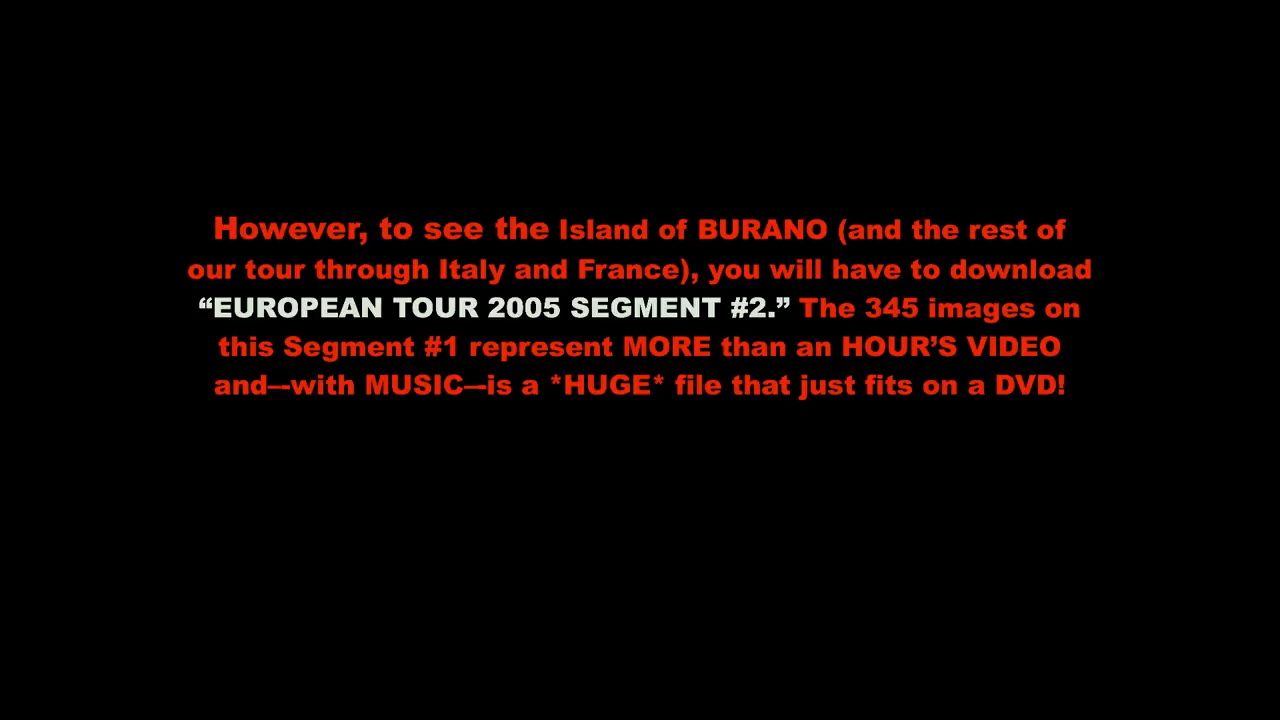 However, to see the Island of BURANO (and the rest of
our tour through Italy and France), you will have to download
“EUROPEAN TOUR 2005 SEGMENT #2.” The 345 images on
this Segment #1 represent MORE than an HOUR’S VIDEO
and–-with MUSIC–-is a *HUGE* file that just fits on a DVD!